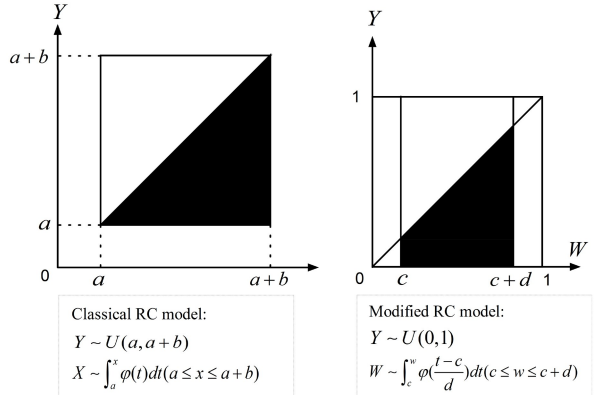 Y
a+b
a
0
a
a+b
Classical RC model:
Y ~ U(a, a+b)
X ~ ∫_a^x φ(t)dt(a ≤ x ≤ a+b)
Y
1
0
c
c+d
1
W
Modified RC model:
Y ~ U(0,1)
W ~ ∫_c^w φ((t−c)/d)dt(c ≤ w ≤ c+d)